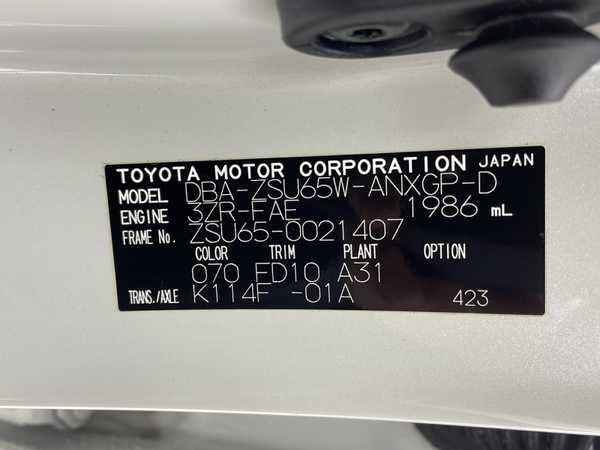 TOYOTA MOTOR CORPORATION JAPAN
MODEL DBA-ZSU65W-ANXGP-D
ENGINE 3ZR-FAE 1986 mL
FRAME No. ZSU65-0021407
COLOR TRIM PLANT OPTION
070 FD10 A31
TRANS./AXLE K114F -01A 423